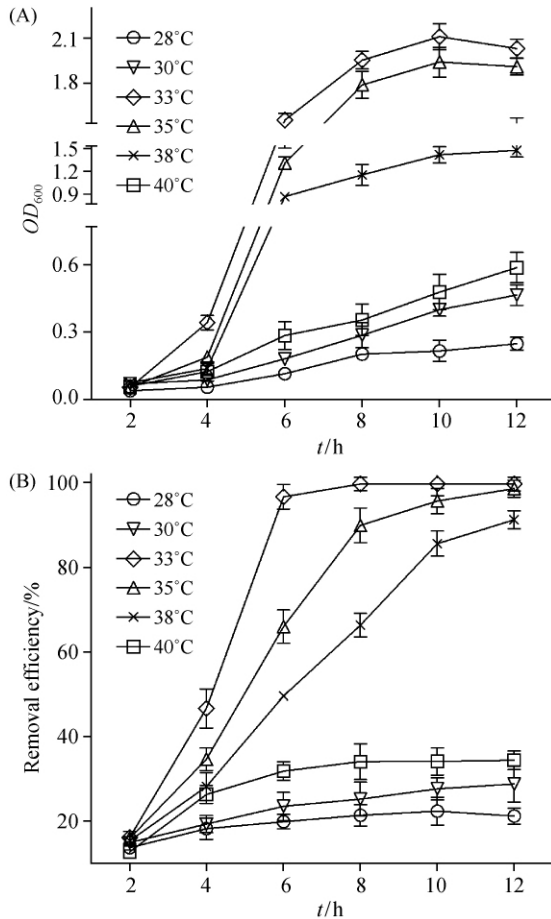 (A)
2.1
1.8
1.5
1.2
0.9
0.6
0.3
0.0
OD600
28°C
30°C
33°C
35°C
38°C
40°C
2 4 6 8 10 12
t/h
(B)
100
80
60
40
20
Removal efficiency/%
28°C
30°C
33°C
35°C
38°C
40°C
2 4 6 8 10 12
t/h